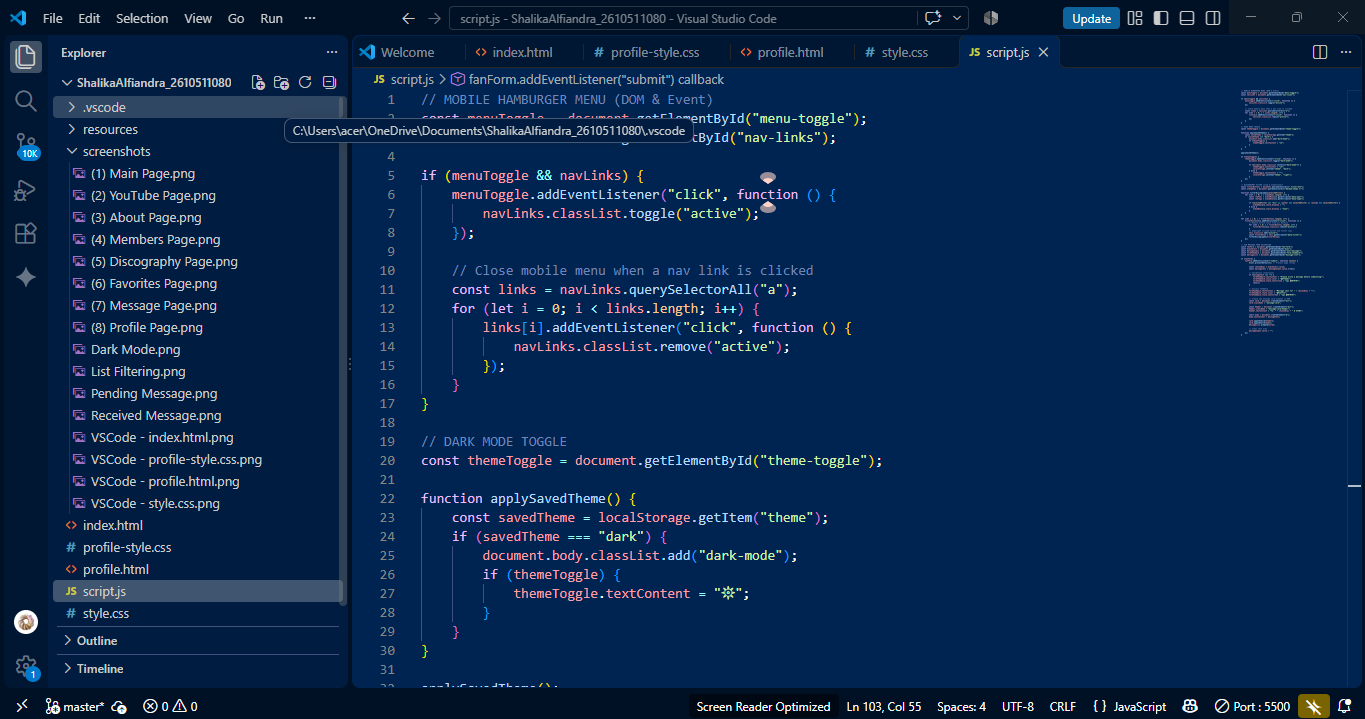 File Edit Selection View Go Run ···
script.js - ShalikaAlfiandra_2610511080 - Visual Studio Code
Update
Explorer
Welcome
index.html
profile-style.css
profile.html
style.css
script.js
ShalikaAlfiandra_2610511080
.vscode
resources
screenshots
(1) Main Page.png
(2) YouTube Page.png
(3) About Page.png
(4) Members Page.png
(5) Discography Page.png
(6) Favorites Page.png
(7) Message Page.png
(8) Profile Page.png
Dark Mode.png
List Filtering.png
Pending Message.png
Received Message.png
VSCode - index.html.png
VSCode - profile-style.css.png
VSCode - profile.html.png
VSCode - style.css.png
index.html
profile-style.css
profile.html
JS script.js
style.css
Outline
Timeline
10K
1
C:\Users\acer\OneDrive\Documents\ShalikaAlfiandra_2610511080\.vscode
JS script.js > fanForm.addEventListener("submit") callback
1 // MOBILE HAMBURGER MENU (DOM & Event)
("menu-toggle");
ById("nav-links");
4
5 if (menuToggle && navLinks) {
6 menuToggle.addEventListener("click", function () {
7 navLinks.classList.toggle("active");
8 });
9
10 // Close mobile menu when a nav link is clicked
11 const links = navLinks.querySelectorAll("a");
12 for (let i = 0; i < links.length; i++) {
13 links[i].addEventListener("click", function () {
14 navLinks.classList.remove("active");
15 });
16 }
17 }
18
19 // DARK MODE TOGGLE
20 const themeToggle = document.getElementById("theme-toggle");
21
22 function applySavedTheme() {
23 const savedTheme = localStorage.getItem("theme");
24 if (savedTheme === "dark") {
25 document.body.classList.add("dark-mode");
26 if (themeToggle) {
27 themeToggle.textContent = "☀";
28 }
29 }
30 }
31
master*
0 0
Screen Reader Optimized
Ln 103, Col 55
Spaces: 4
UTF-8
CRLF
{ } JavaScript
Port : 5500